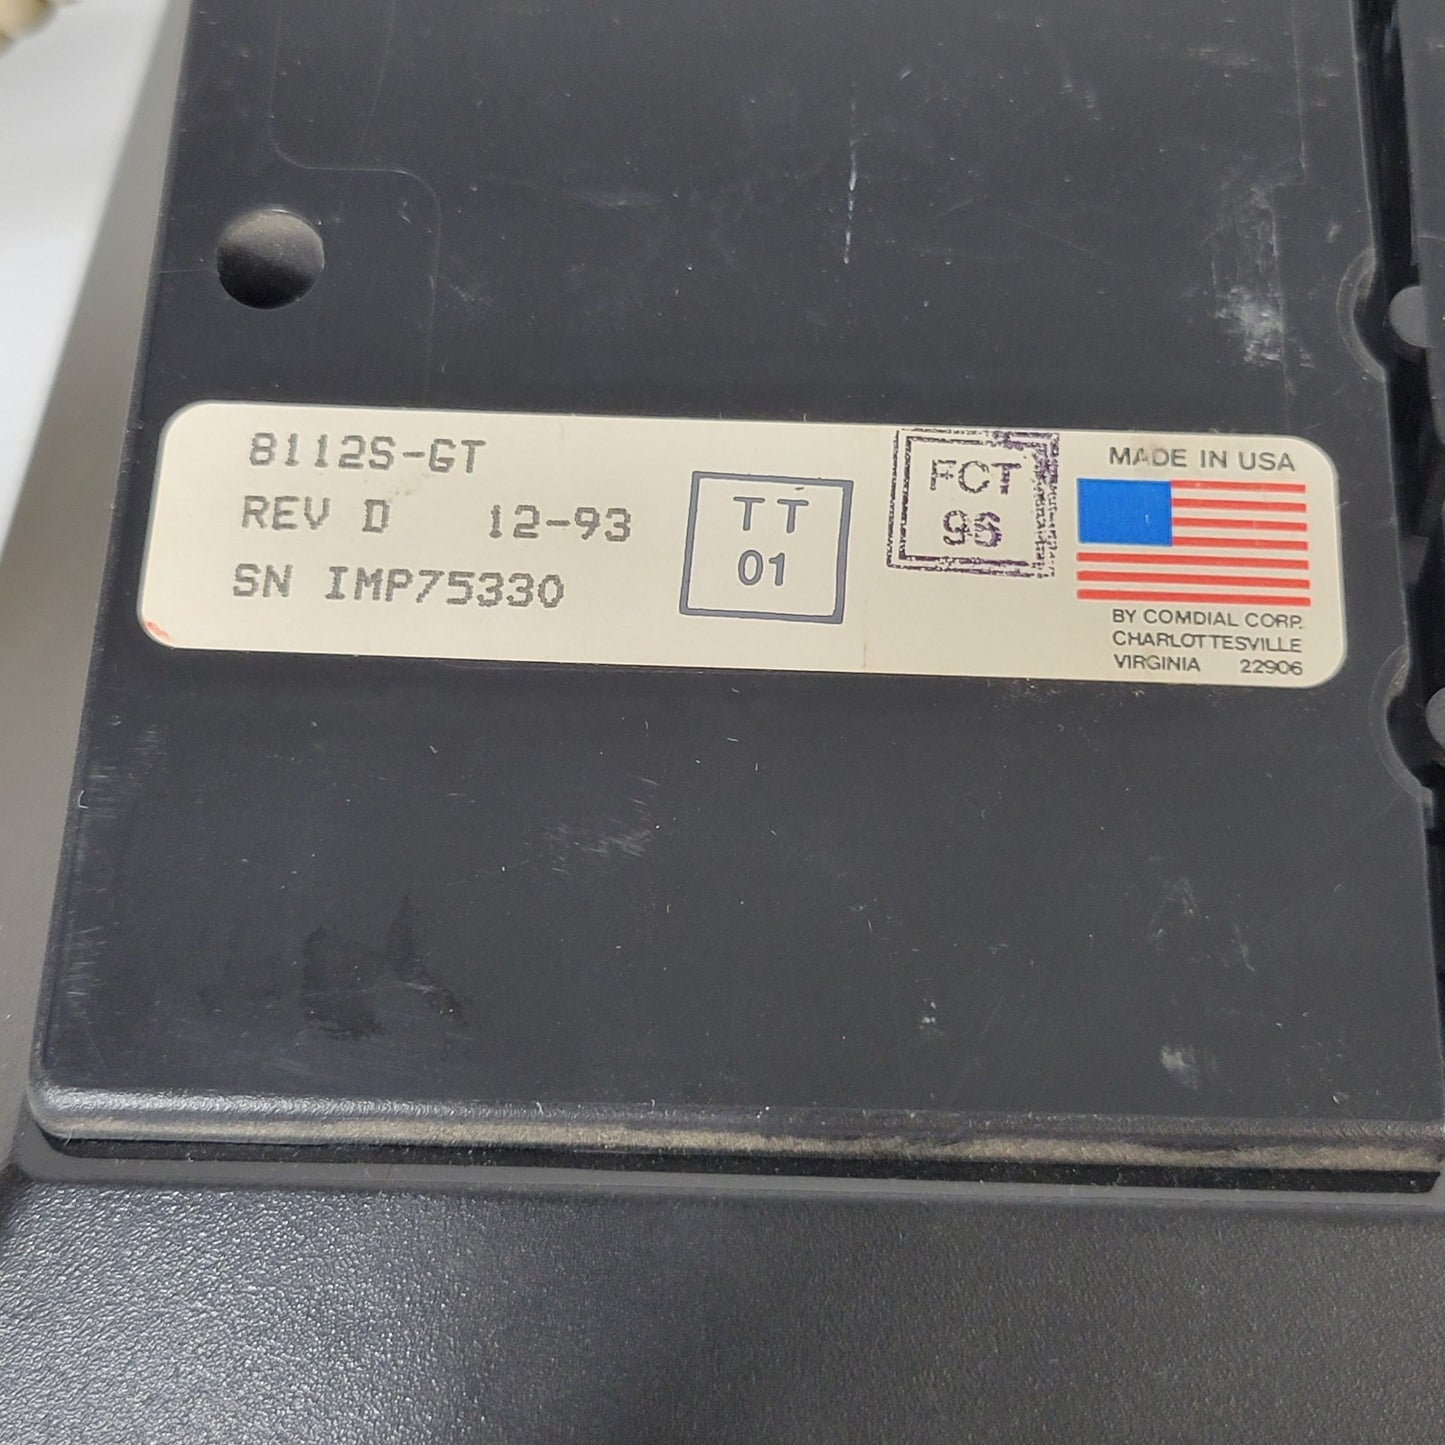 8112S-GT
REV D 12-93
SN IMP75330
TT
01
FCT
96
MADE IN USA
BY COMDIAL CORP.
CHARLOTTESVILLE
VIRGINIA 22906